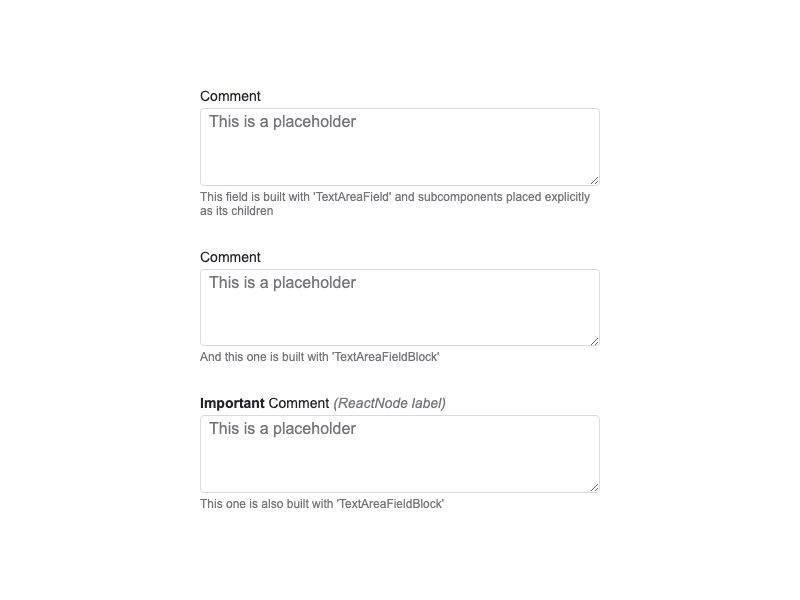 Comment
This is a placeholder
This field is built with 'TextAreaField' and subcomponents placed explicitly
as its children
Comment
This is a placeholder
And this one is built with 'TextAreaFieldBlock'
Important Comment (ReactNode label)
This is a placeholder
This one is also built with 'TextAreaFieldBlock'